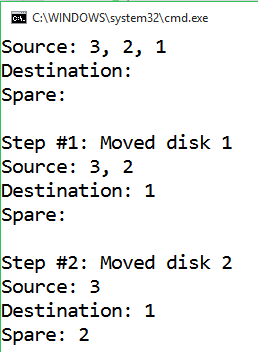 C:\WINDOWS\system32\cmd.exe
Source: 3, 2, 1
Destination:
Spare:
Step #1: Moved disk 1
Source: 3, 2
Destination: 1
Spare:
Step #2: Moved disk 2
Source: 3
Destination: 1
Spare: 2